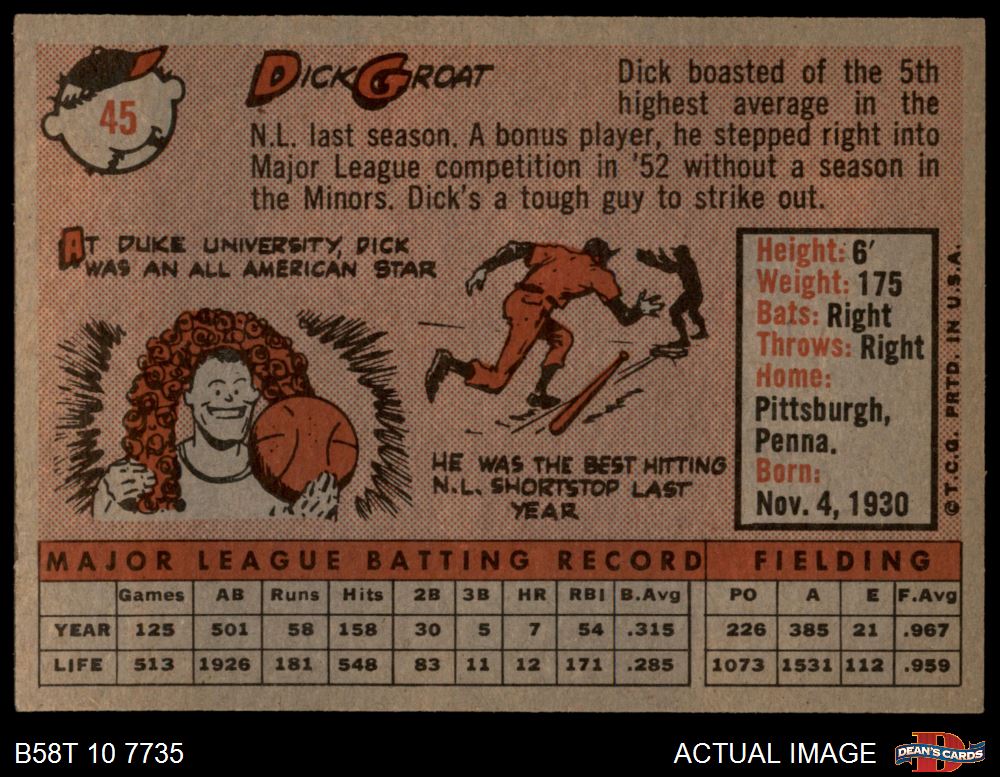 45
DICK GROAT
Dick boasted of the 5th
highest average in the
N.L. last season. A bonus player, he stepped right into
Major League competition in '52 without a season in
the Minors. Dick's a tough guy to strike out.
AT DUKE UNIVERSITY, DICK
WAS AN ALL AMERICAN STAR
HE WAS THE BEST HITTING
N.L. SHORTSTOP LAST
YEAR
Height: 6'
Weight: 175
Bats: Right
Throws: Right
Home:
Pittsburgh,
Penna.
Born:
Nov. 4, 1930
© T.C.G. PRTD. IN U.S.A.
MAJOR LEAGUE BATTING RECORD FIELDING
Games AB Runs Hits 2B 3B HR RBI B.Avg PO A E F.Avg
YEAR 125 501 58 158 30 5 7 54 .315 226 385 21 .967
LIFE 513 1926 181 548 83 11 12 171 .285 1073 1531 112 .959
B58T 10 7735
ACTUAL IMAGE
D
DEAN'S CARDS